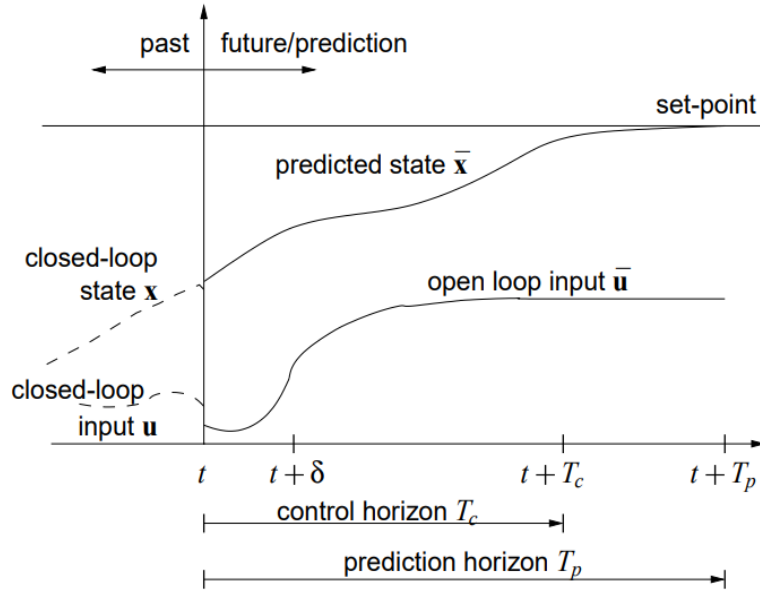 past future/prediction
set-point
predicted state x̄
closed-loop
state x
open loop input ū
closed-loop
input u
t t + δ t + T_c t + T_p
control horizon T_c
prediction horizon T_p